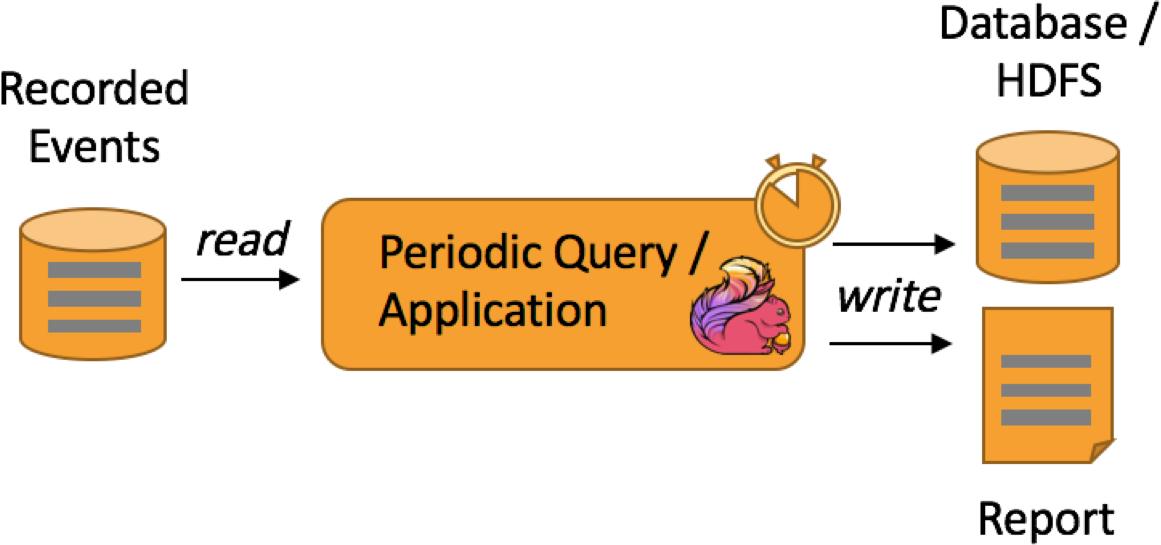 Recorded
Events
read
Periodic Query /
Application
write
Database /
HDFS
Report